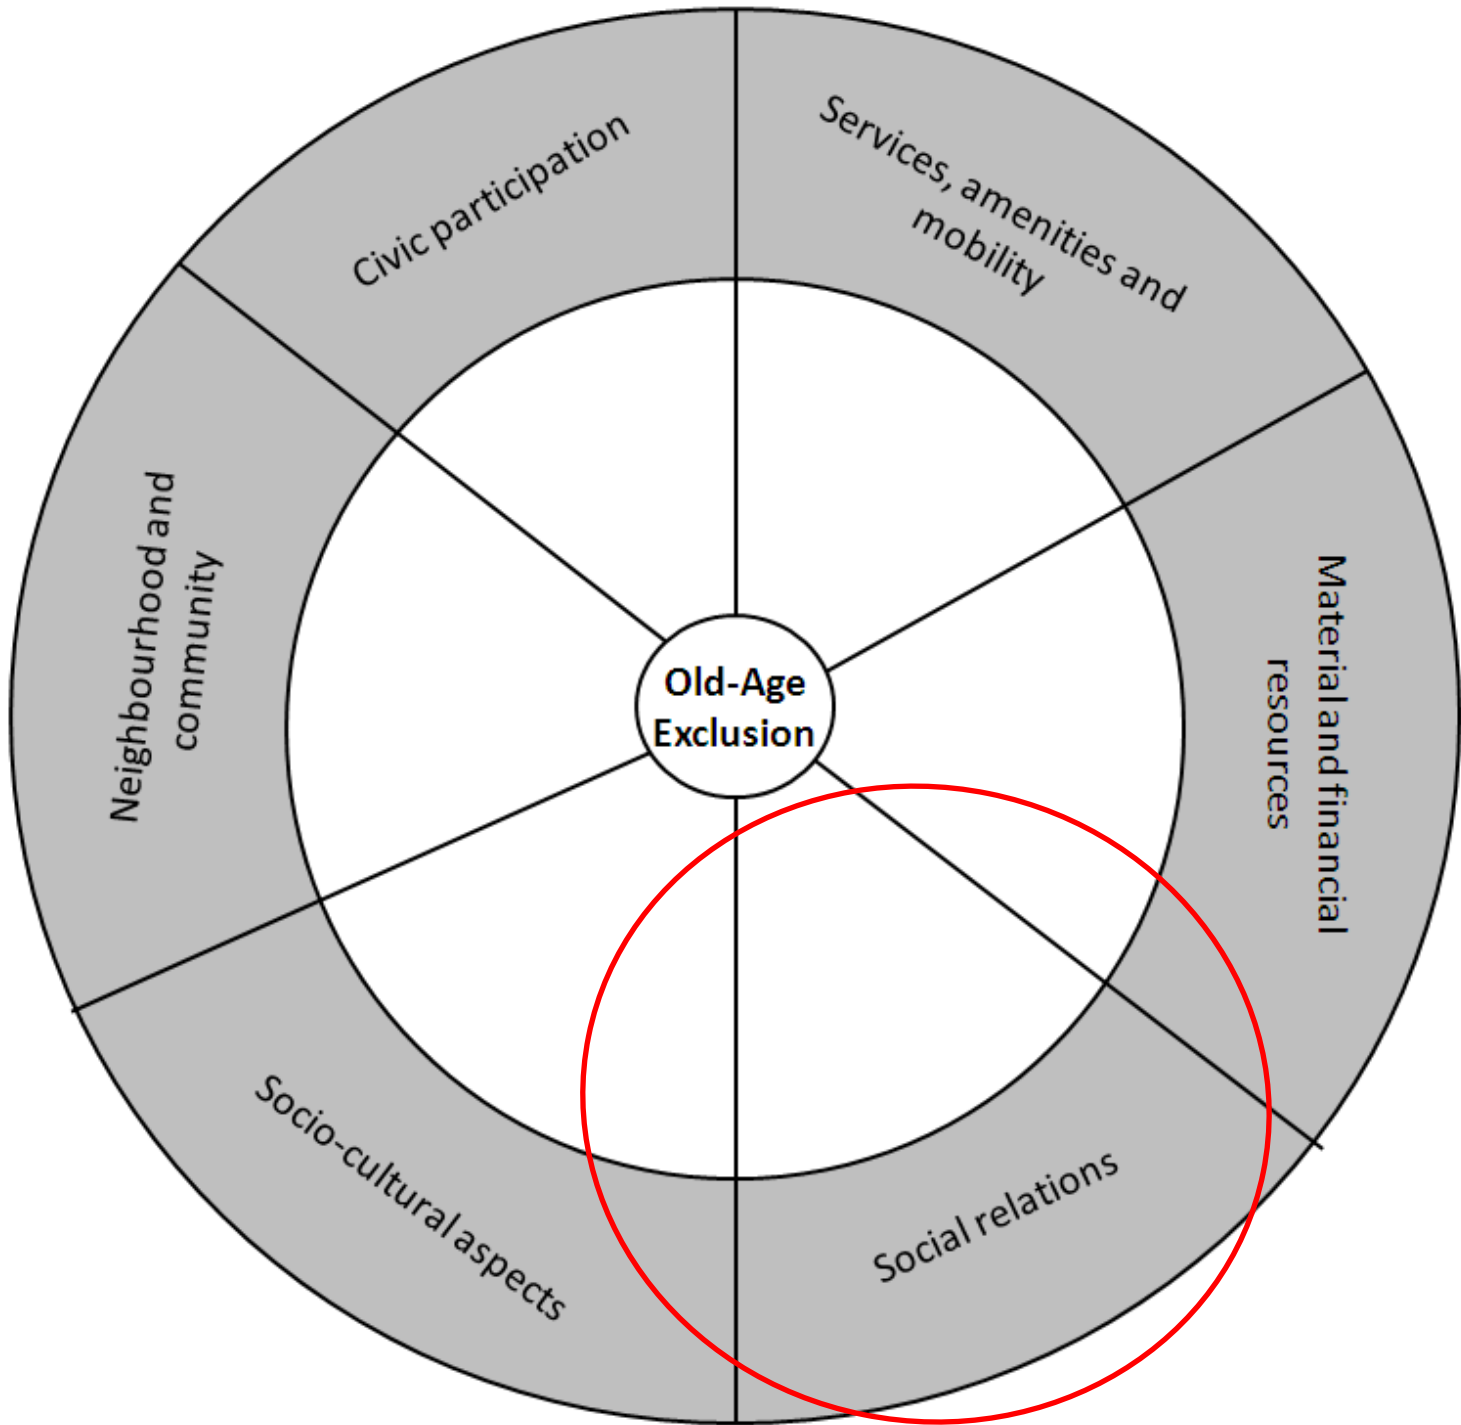 Civic participation
Services, amenities and
mobility
Neighbourhood and
community
Old-Age
Exclusion
Material and financial
resources
Socio-cultural aspects
Social relations